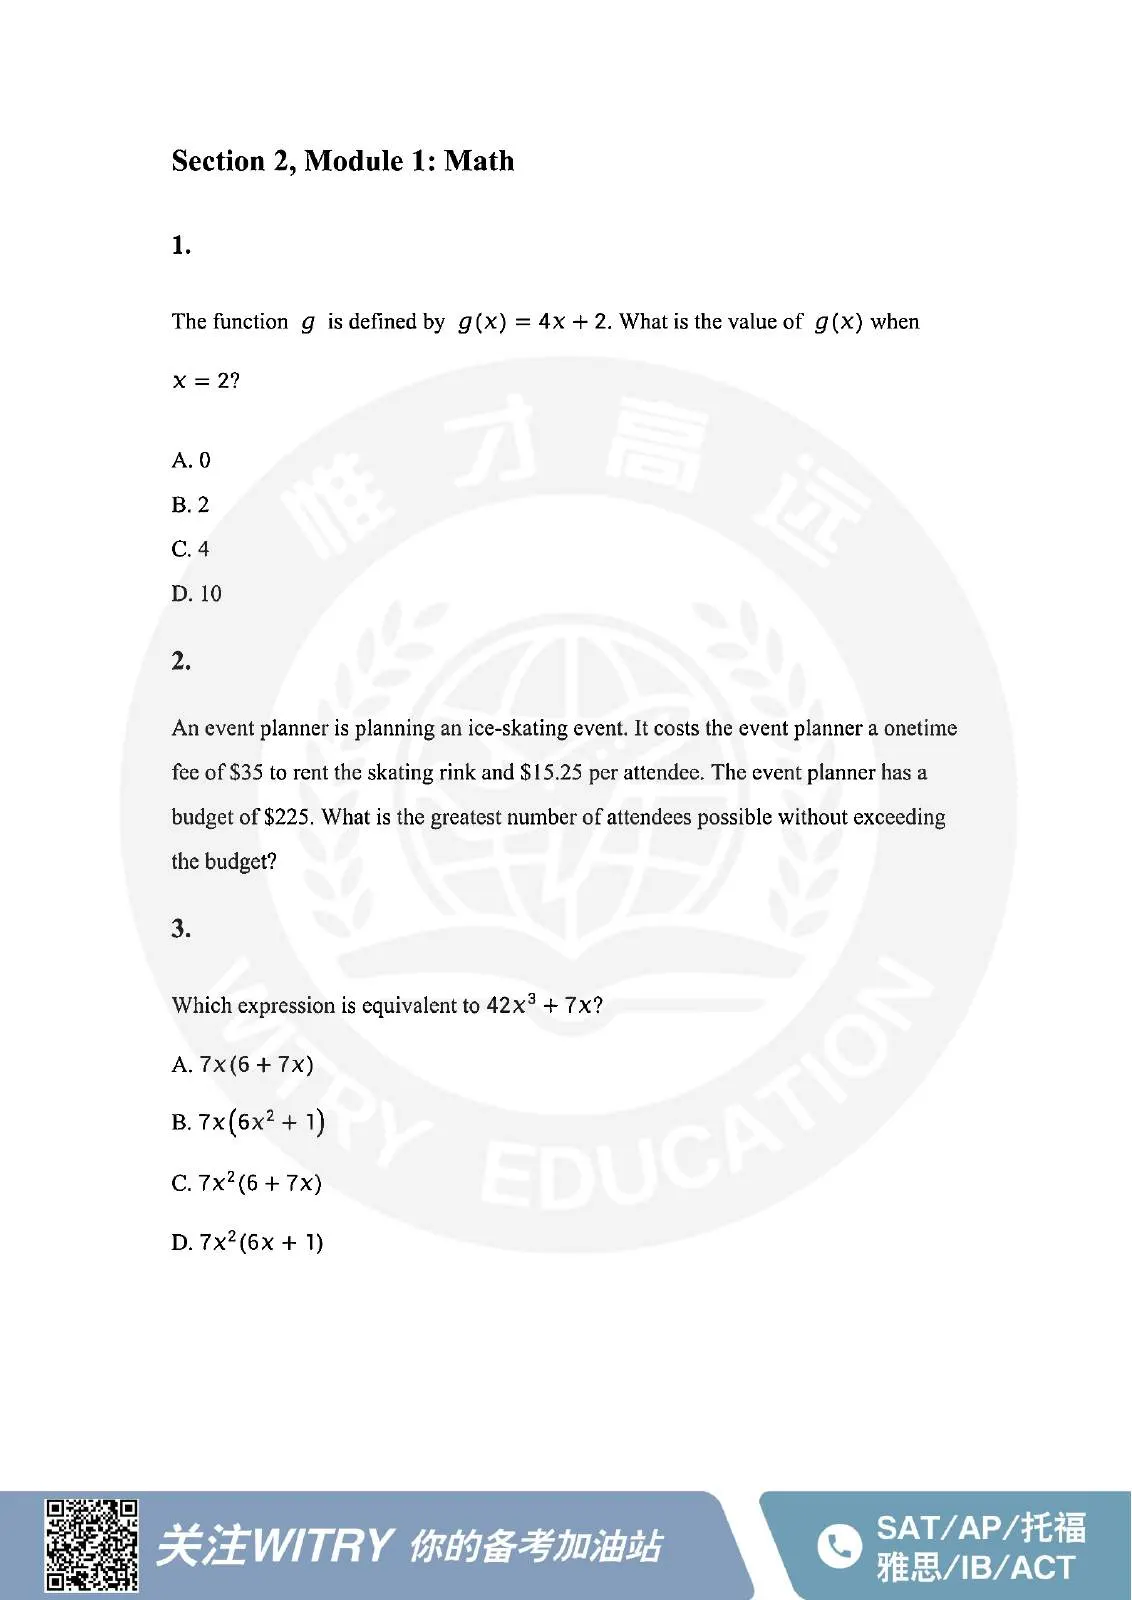 Section 2, Module 1: Math
1.
The function g is defined by g(x) = 4x + 2. What is the value of g(x) when
x = 2?
A. 0
B. 2
C. 4
D. 10
2.
An event planner is planning an ice-skating event. It costs the event planner a onetime
fee of $35 to rent the skating rink and $15.25 per attendee. The event planner has a
budget of $225. What is the greatest number of attendees possible without exceeding
the budget?
3.
Which expression is equivalent to 42x³ + 7x?
A. 7x(6 + 7x)
B. 7x(6x² + 1)
C. 7x²(6 + 7x)
D. 7x²(6x + 1)
惟才高远
WITRY EDUCATION
关注WITRY 你的备考加油站
SAT/AP/托福
雅思/IB/ACT